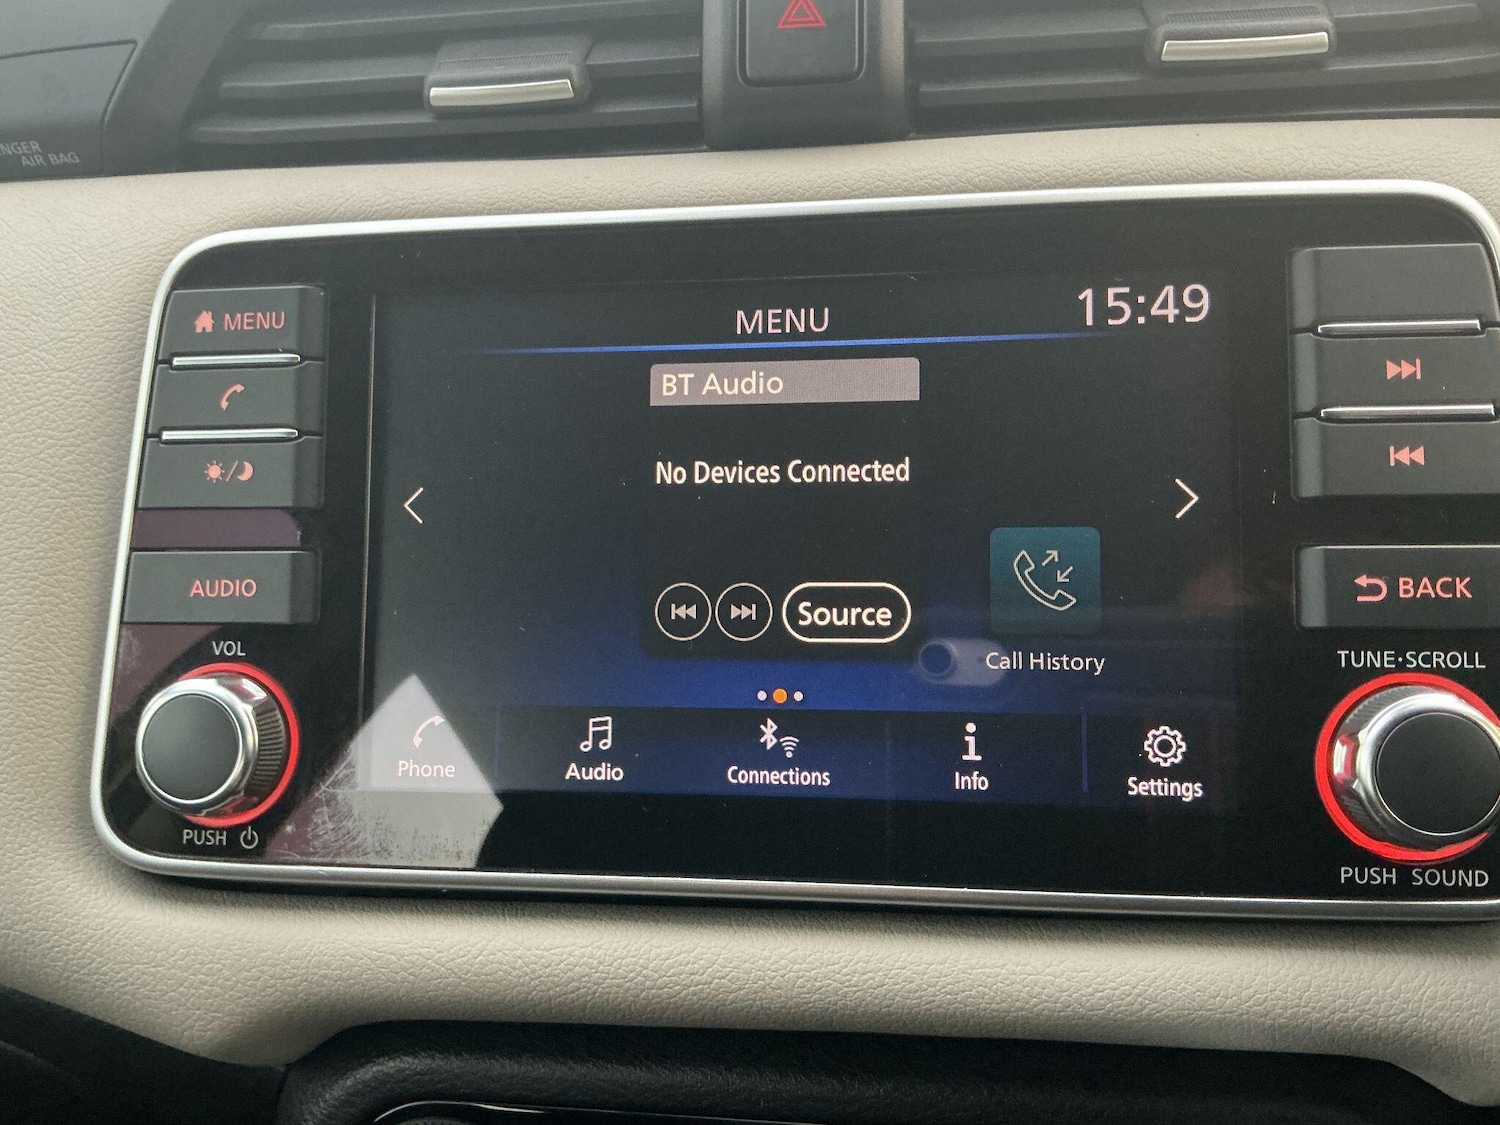 AIR BAG
MENU
15:49
MENU
BT Audio
No Devices Connected
AUDIO
BACK
Source
VOL
Call History
TUNE·SCROLL
Phone
Audio
Connections
Info
Settings
PUSH
PUSH SOUND